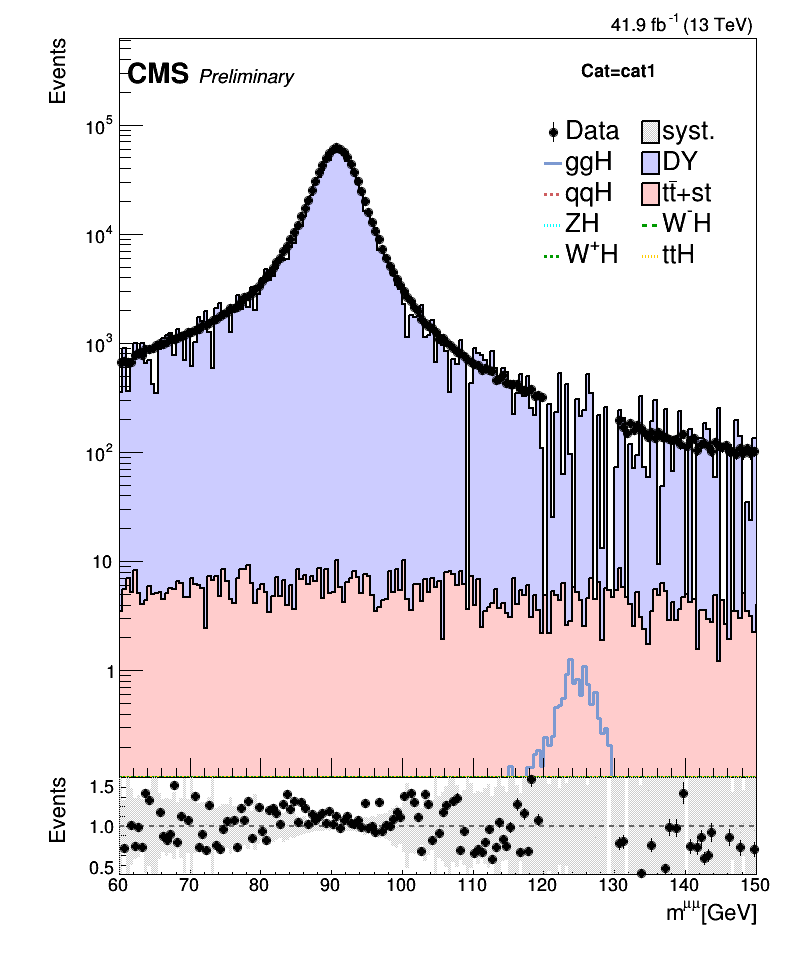 41.9 fb⁻¹ (13 TeV)
Events
CMS Preliminary
Cat=cat1
Data syst.
ggH DY
qqH tt̄+st
ZH W⁻H
W⁺H ttH
10⁵
10⁴
10³
10²
10
1
Events
1.5
1.0
0.5
60 70 80 90 100 110 120 130 140 150
m^μμ[GeV]